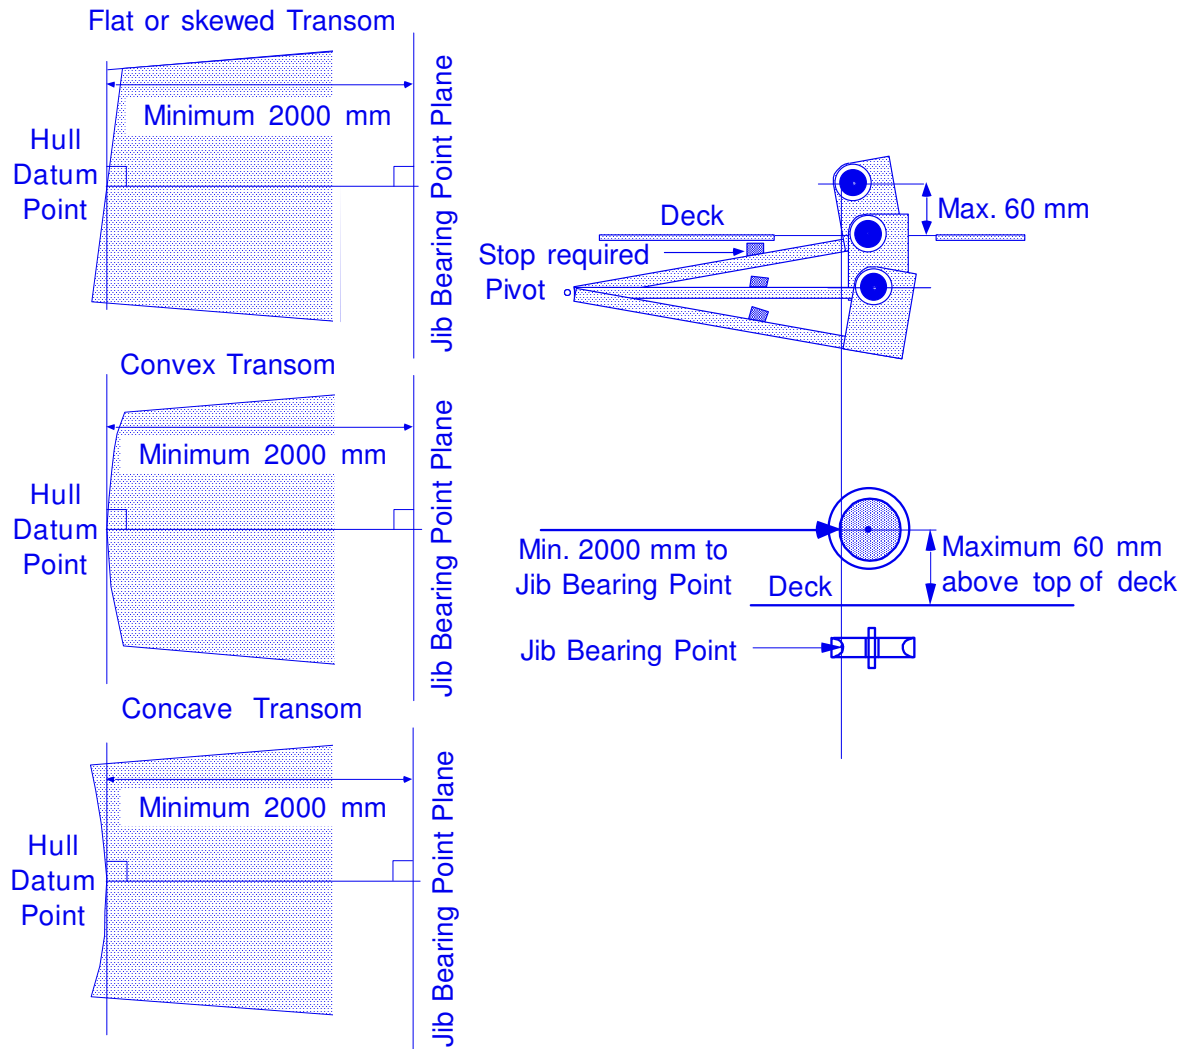 Flat or skewed Transom
Minimum 2000 mm
Hull
Datum
Point
Jib Bearing Point Plane
Convex Transom
Minimum 2000 mm
Hull
Datum
Point
Jib Bearing Point Plane
Concave Transom
Minimum 2000 mm
Hull
Datum
Point
Jib Bearing Point Plane
Deck
Max. 60 mm
Stop required
Pivot
Min. 2000 mm to
Jib Bearing Point
Maximum 60 mm
above top of deck
Deck
Jib Bearing Point